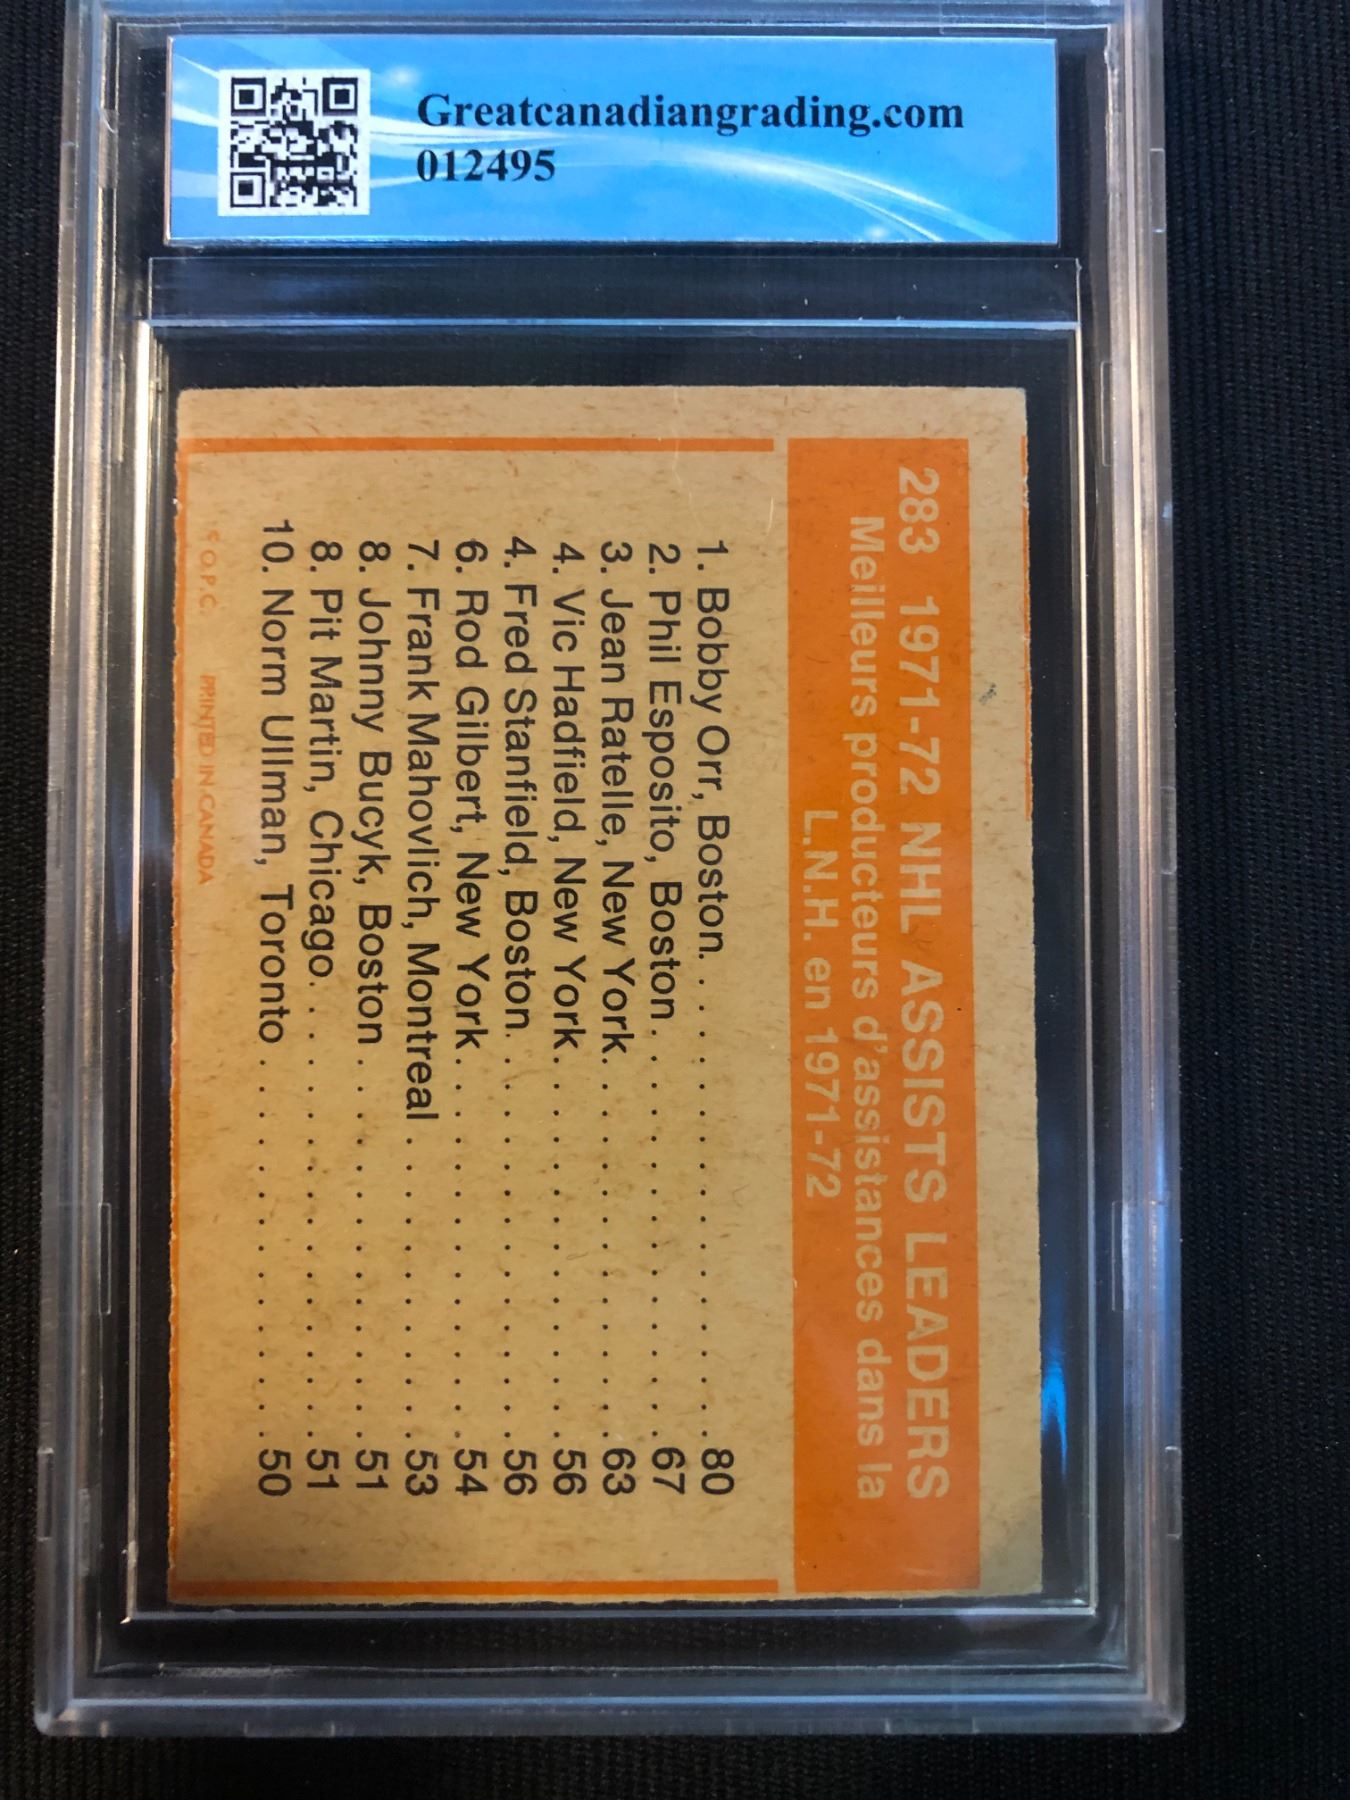 Greatcanadiangrading.com
012495
283 1971-72 NHL ASSISTS LEADERS
Meilleurs producteurs d'assistances dans la
L.N.H. en 1971-72
1. Bobby Orr, Boston. . . . . . . . . . . . . . . . .80
2. Phil Esposito, Boston. . . . . . . . . . . . . . .67
3. Jean Ratelle, New York. . . . . . . . . . . . . .63
4. Vic Hadfield, New York. . . . . . . . . . . . . .56
4. Fred Stanfield, Boston. . . . . . . . . . . . . .56
6. Rod Gilbert, New York. . . . . . . . . . . . . .54
7. Frank Mahovlich, Montreal . . . . . . . . . . . .53
8. Johnny Bucyk, Boston . . . . . . . . . . . . . .51
8. Pit Martin, Chicago. . . . . . . . . . . . . . . .51
10. Norm Ullman, Toronto . . . . . . . . . . . . . .50
© O.P.C. PRINTED IN CANADA